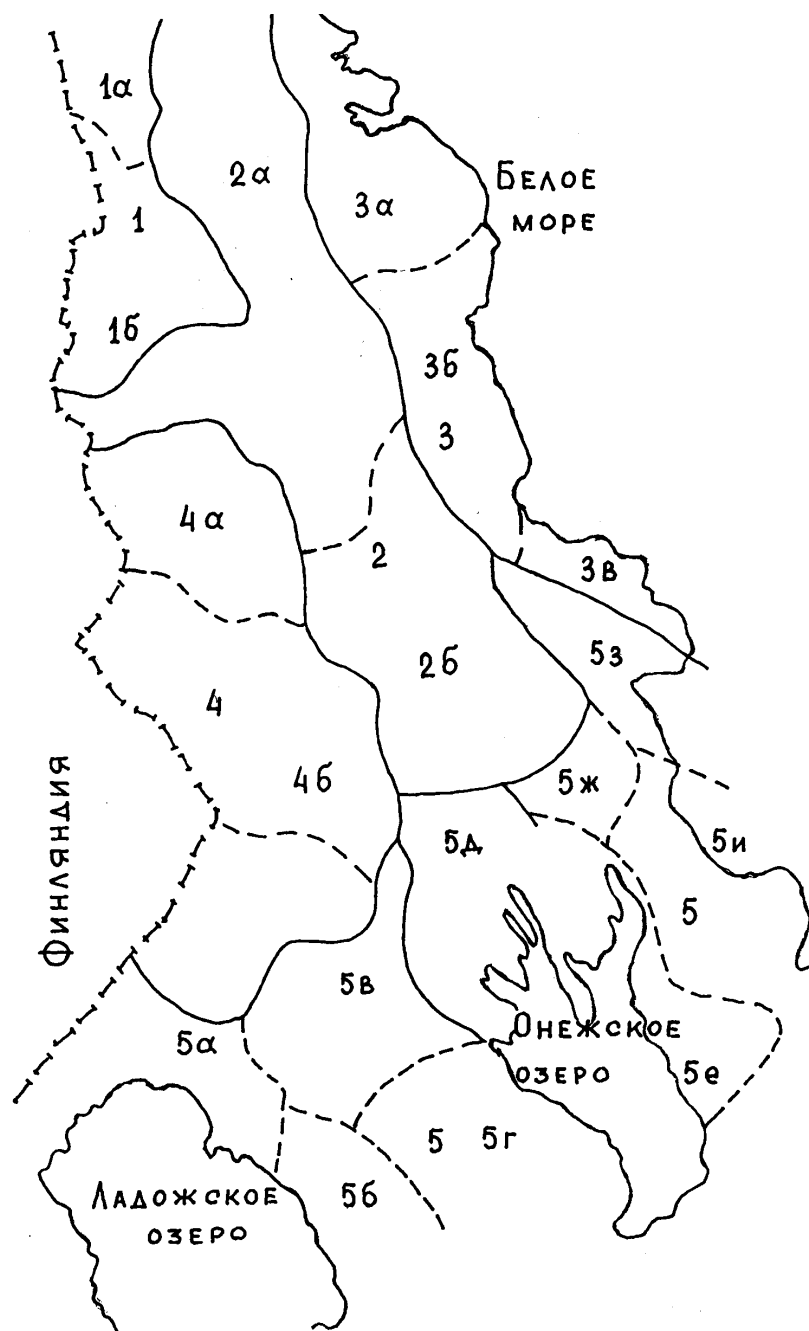 1а
2а
БЕЛОЕ
МОРЕ
3а
1
1б
3б
3
4а
2
3в
5з
2б
4
4б
5ж
5д
5и
ФИНЛЯНДИЯ
5
5в
ОНЕЖСКОЕ
ОЗЕРО
5а
5е
5
5г
ЛАДОЖСКОЕ
ОЗЕРО
5б